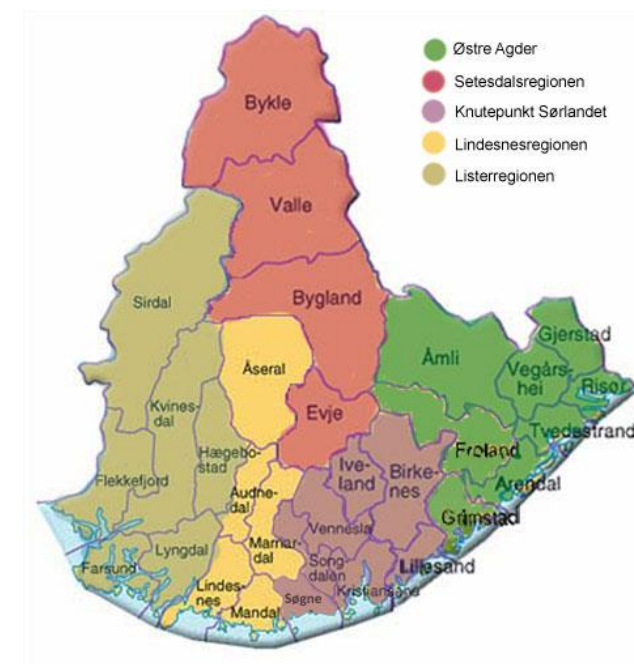 Østre Agder
Setesdalsregionen
Knutepunkt Sørlandet
Lindesnesregionen
Listerregionen
Bykle
Valle
Bygland
Sirdal
Åseral
Åmli
Gjerstad
Vegårs-
hei
Risør
Kvines-
dal
Evje
Tvedestrand
Hægebo-
stad
Froland
Flekkefjord
Ive-
land
Birke-
nes
Arendal
Audne-
dal
Grimstad
Vennesla
Lyngdal
Marnar-
dal
Farsund
Song-
dalen
Lillesand
Lindes-
nes
Søgne
Kristiansand
Mandal